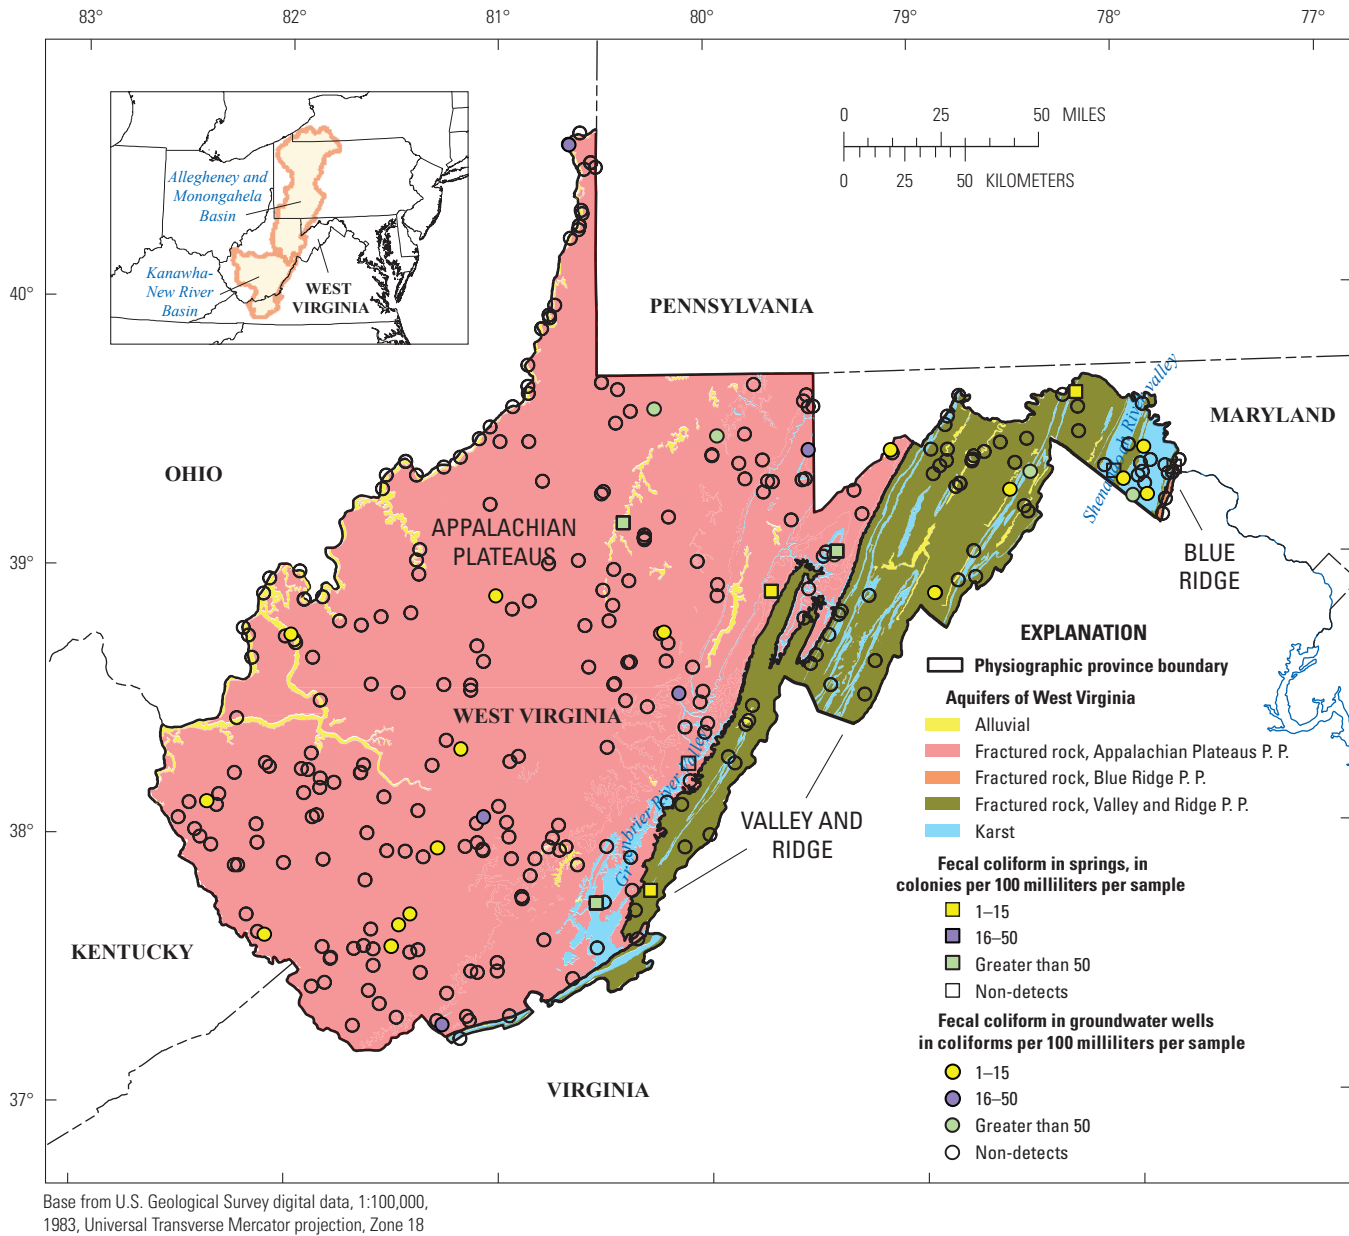 83°
82°
81°
80°
79°
78°
77°
0
25
50 MILES
0
25
50 KILOMETERS
Allegheney and
Monongahela
Basin
Kanawha-
New River
Basin
WEST
VIRGINIA
40°
39°
38°
37°
PENNSYLVANIA
MARYLAND
OHIO
Shenandoah River valley
APPALACHIAN
PLATEAUS
BLUE
RIDGE
WEST VIRGINIA
Greenbrier River Valley
VALLEY AND
RIDGE
KENTUCKY
VIRGINIA
EXPLANATION
Physiographic province boundary
Aquifers of West Virginia
Alluvial
Fractured rock, Appalachian Plateaus P. P.
Fractured rock, Blue Ridge P. P.
Fractured rock, Valley and Ridge P. P.
Karst
Fecal coliform in springs, in
colonies per 100 milliliters per sample
1–15
16–50
Greater than 50
Non-detects
Fecal coliform in groundwater wells
in coliforms per 100 milliliters per sample
1–15
16–50
Greater than 50
Non-detects
Base from U.S. Geological Survey digital data, 1:100,000,
1983, Universal Transverse Mercator projection, Zone 18